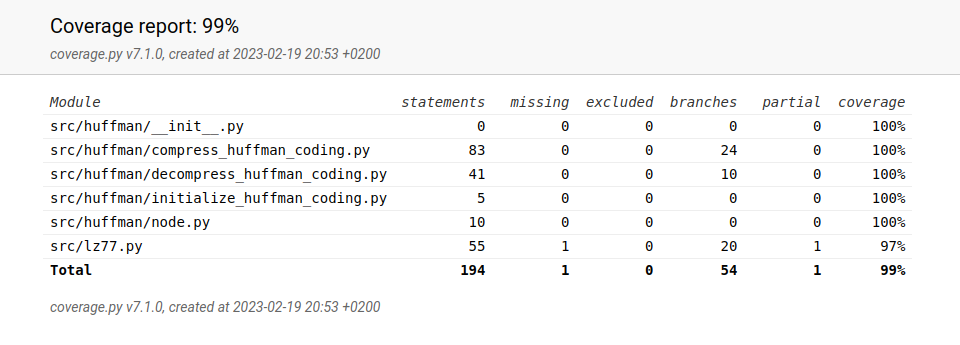 Coverage report: 99%
coverage.py v7.1.0, created at 2023-02-19 20:53 +0200
Module statements missing excluded branches partial coverage
src/huffman/__init__.py 0 0 0 0 0 100%
src/huffman/compress_huffman_coding.py 83 0 0 24 0 100%
src/huffman/decompress_huffman_coding.py 41 0 0 10 0 100%
src/huffman/initialize_huffman_coding.py 5 0 0 0 0 100%
src/huffman/node.py 10 0 0 0 0 100%
src/lz77.py 55 1 0 20 1 97%
Total 194 1 0 54 1 99%
coverage.py v7.1.0, created at 2023-02-19 20:53 +0200